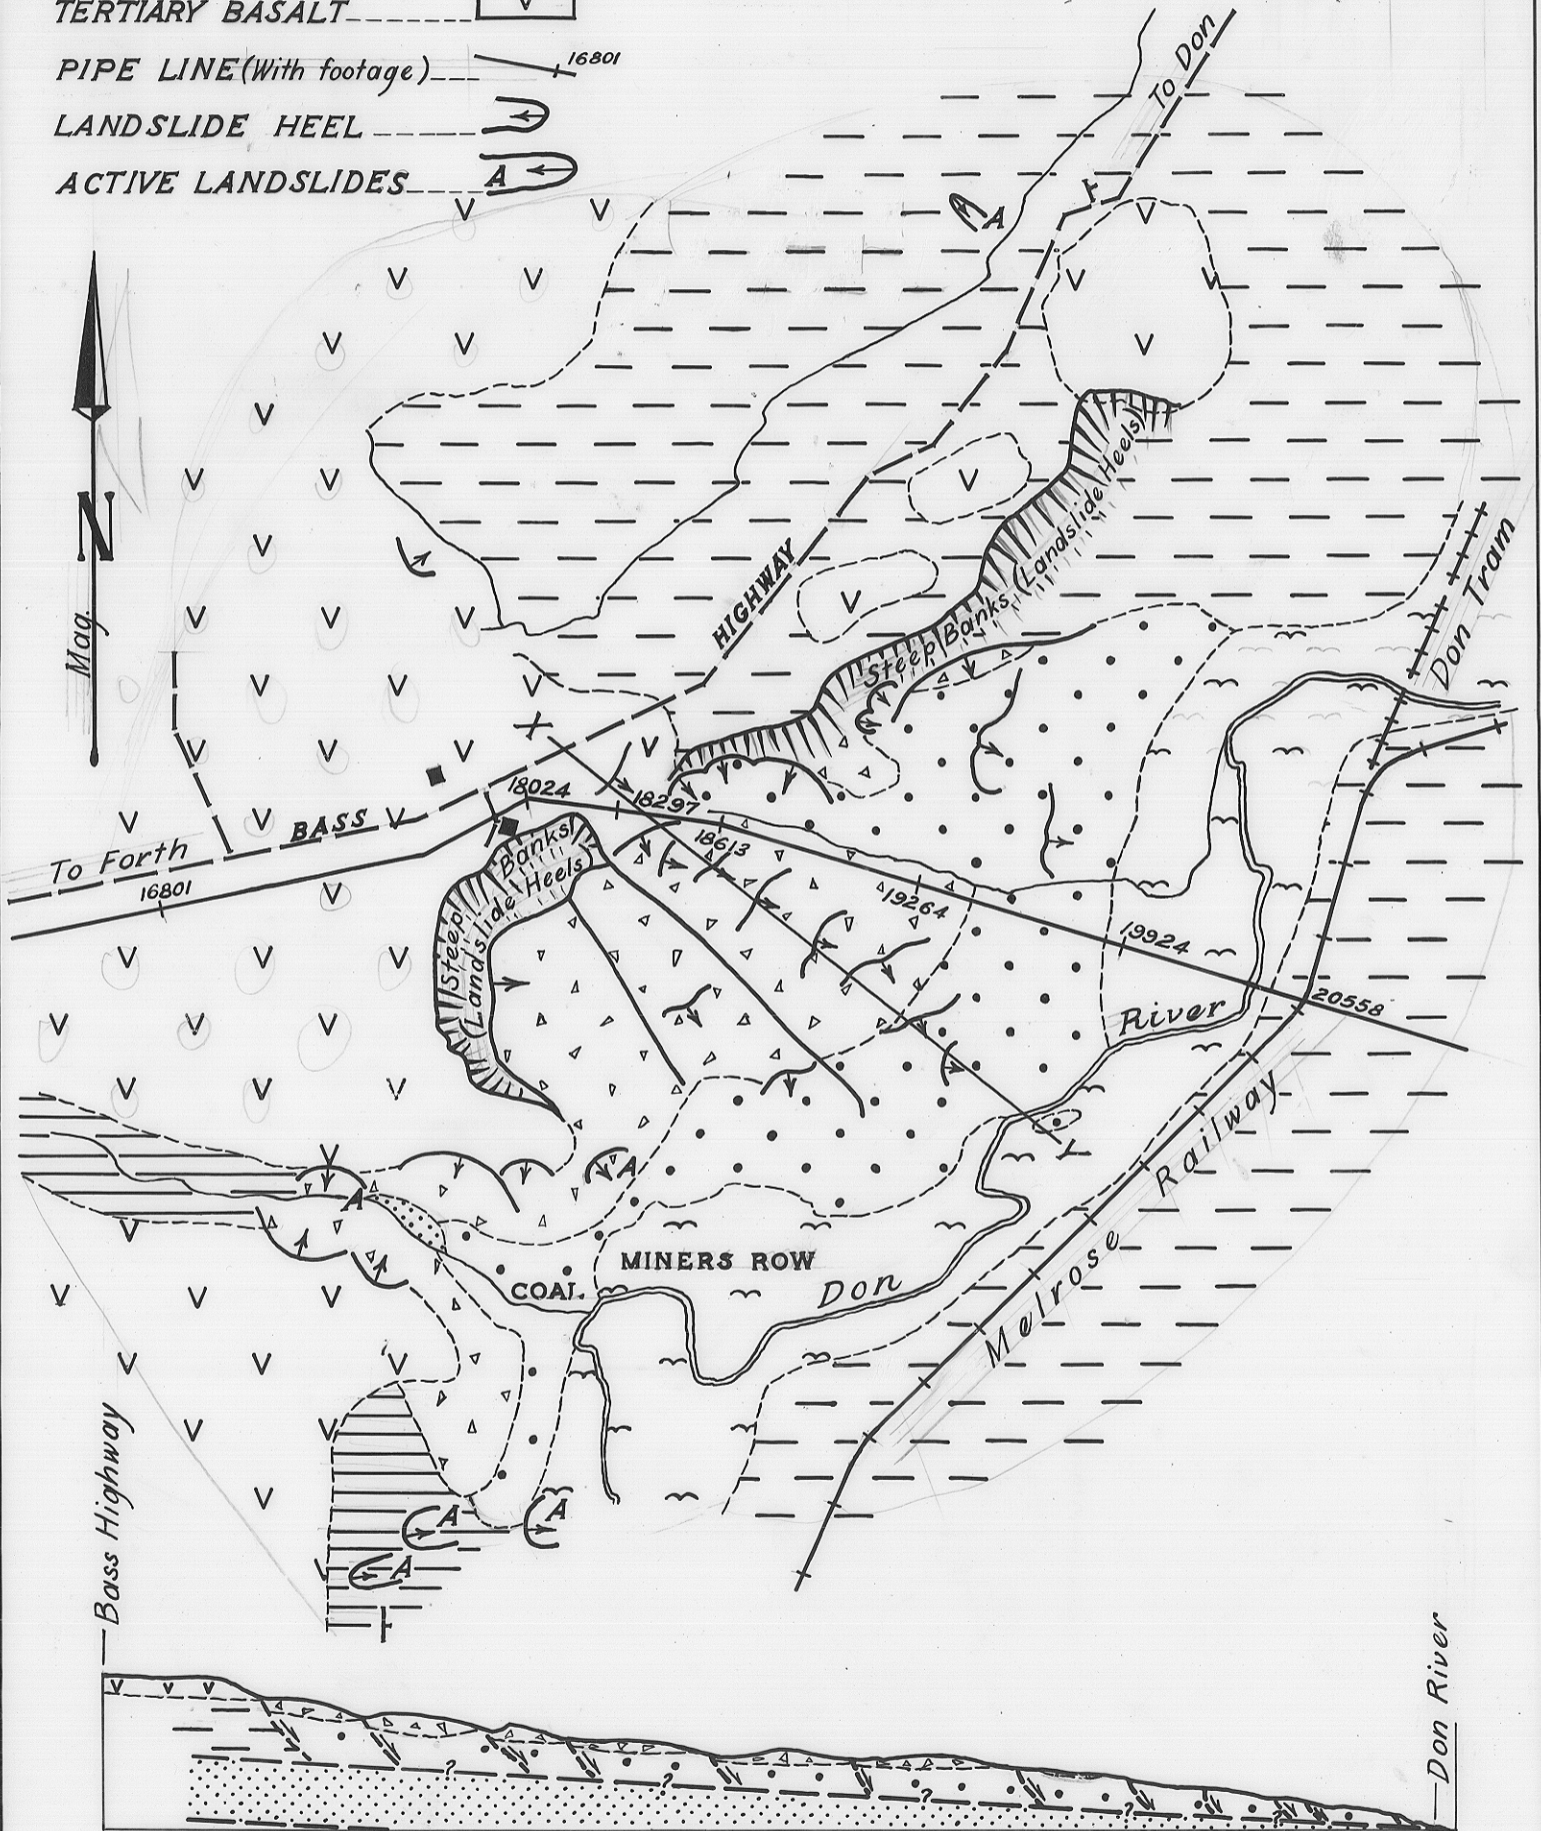 TERTIARY BASALT V
PIPE LINE (With footage) 16801
LANDSLIDE HEEL
ACTIVE LANDSLIDES A
To Don
A
N
Mag.
HIGHWAY
Steep Banks (Landslide Heels)
Don Tram
18024
18297
18613
BASS
To Forth
16801
Steep Banks
(Landslide Heels)
19264
19924
20558
River
Melrose Railway
A
A
MINERS ROW
COAL
Don
A
A
A
Bass Highway
Don River
? ? ? ?